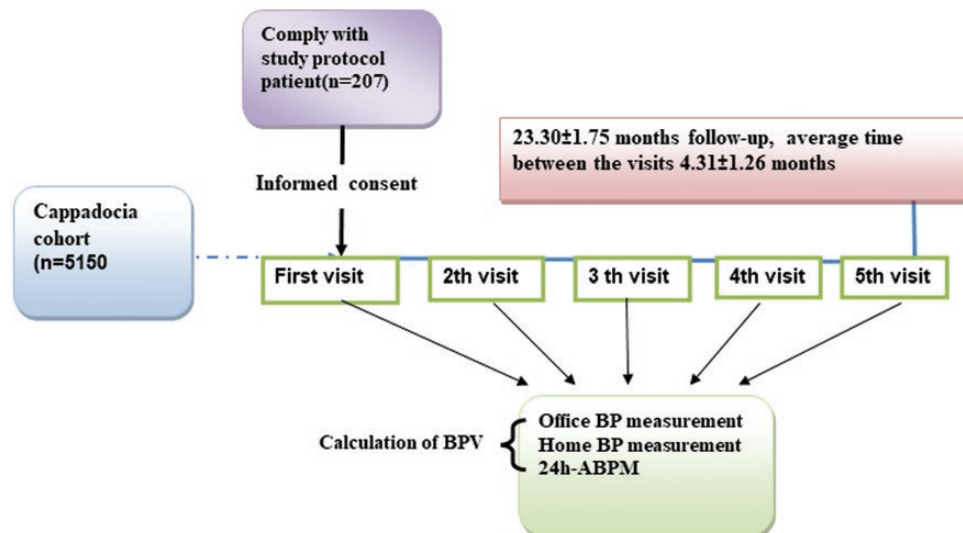 Comply with
study protocol
patient(n=207)
23.30±1.75 months follow-up, average time
between the visits 4.31±1.26 months
Informed consent
Cappadocia
cohort
(n=5150
First visit
2th visit
3 th visit
4th visit
5th visit
Calculation of BPV
Office BP measurement
Home BP measurement
24h-ABPM